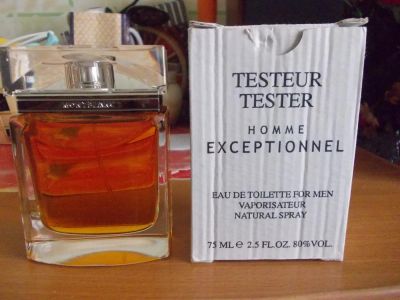 MONTBLANC
TESTEUR
TESTER
HOMME
EXCEPTIONNEL
EAU DE TOILETTE FOR MEN
VAPORISATEUR
NATURAL SPRAY
75 ML ℮ 2.5 FL.OZ. 80% VOL.